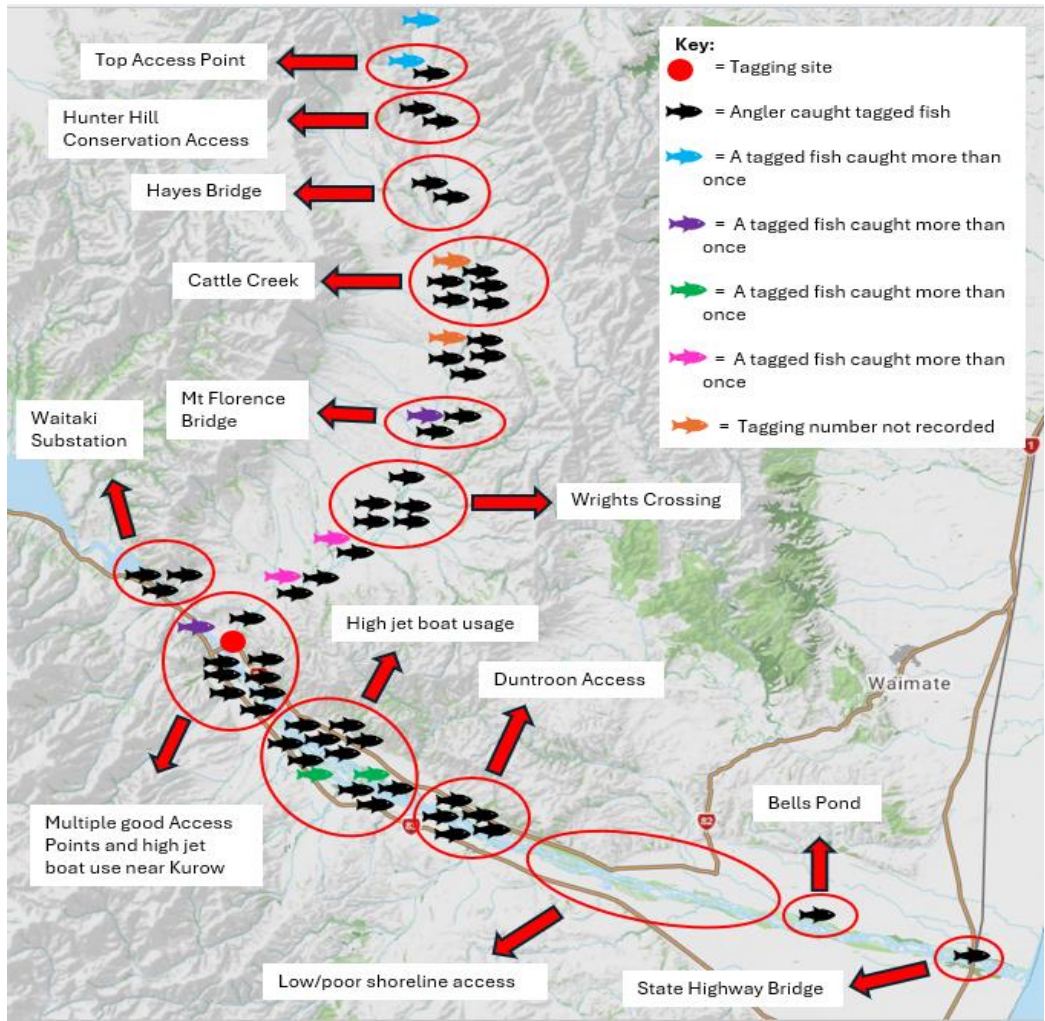 Top Access Point
Hunter Hill
Conservation Access
Hayes Bridge
Cattle Creek
Mt Florence
Bridge
Waitaki
Substation
Wrights Crossing
High jet boat usage
Duntroon Access
Bells Pond
Multiple good Access
Points and high jet
boat use near Kurow
Low/poor shoreline access
State Highway Bridge
Key:
= Tagging site
= Angler caught tagged fish
= A tagged fish caught more than
once
= A tagged fish caught more than
once
= A tagged fish caught more than
once
= A tagged fish caught more than
once
= Tagging number not recorded
1
Waimate
82